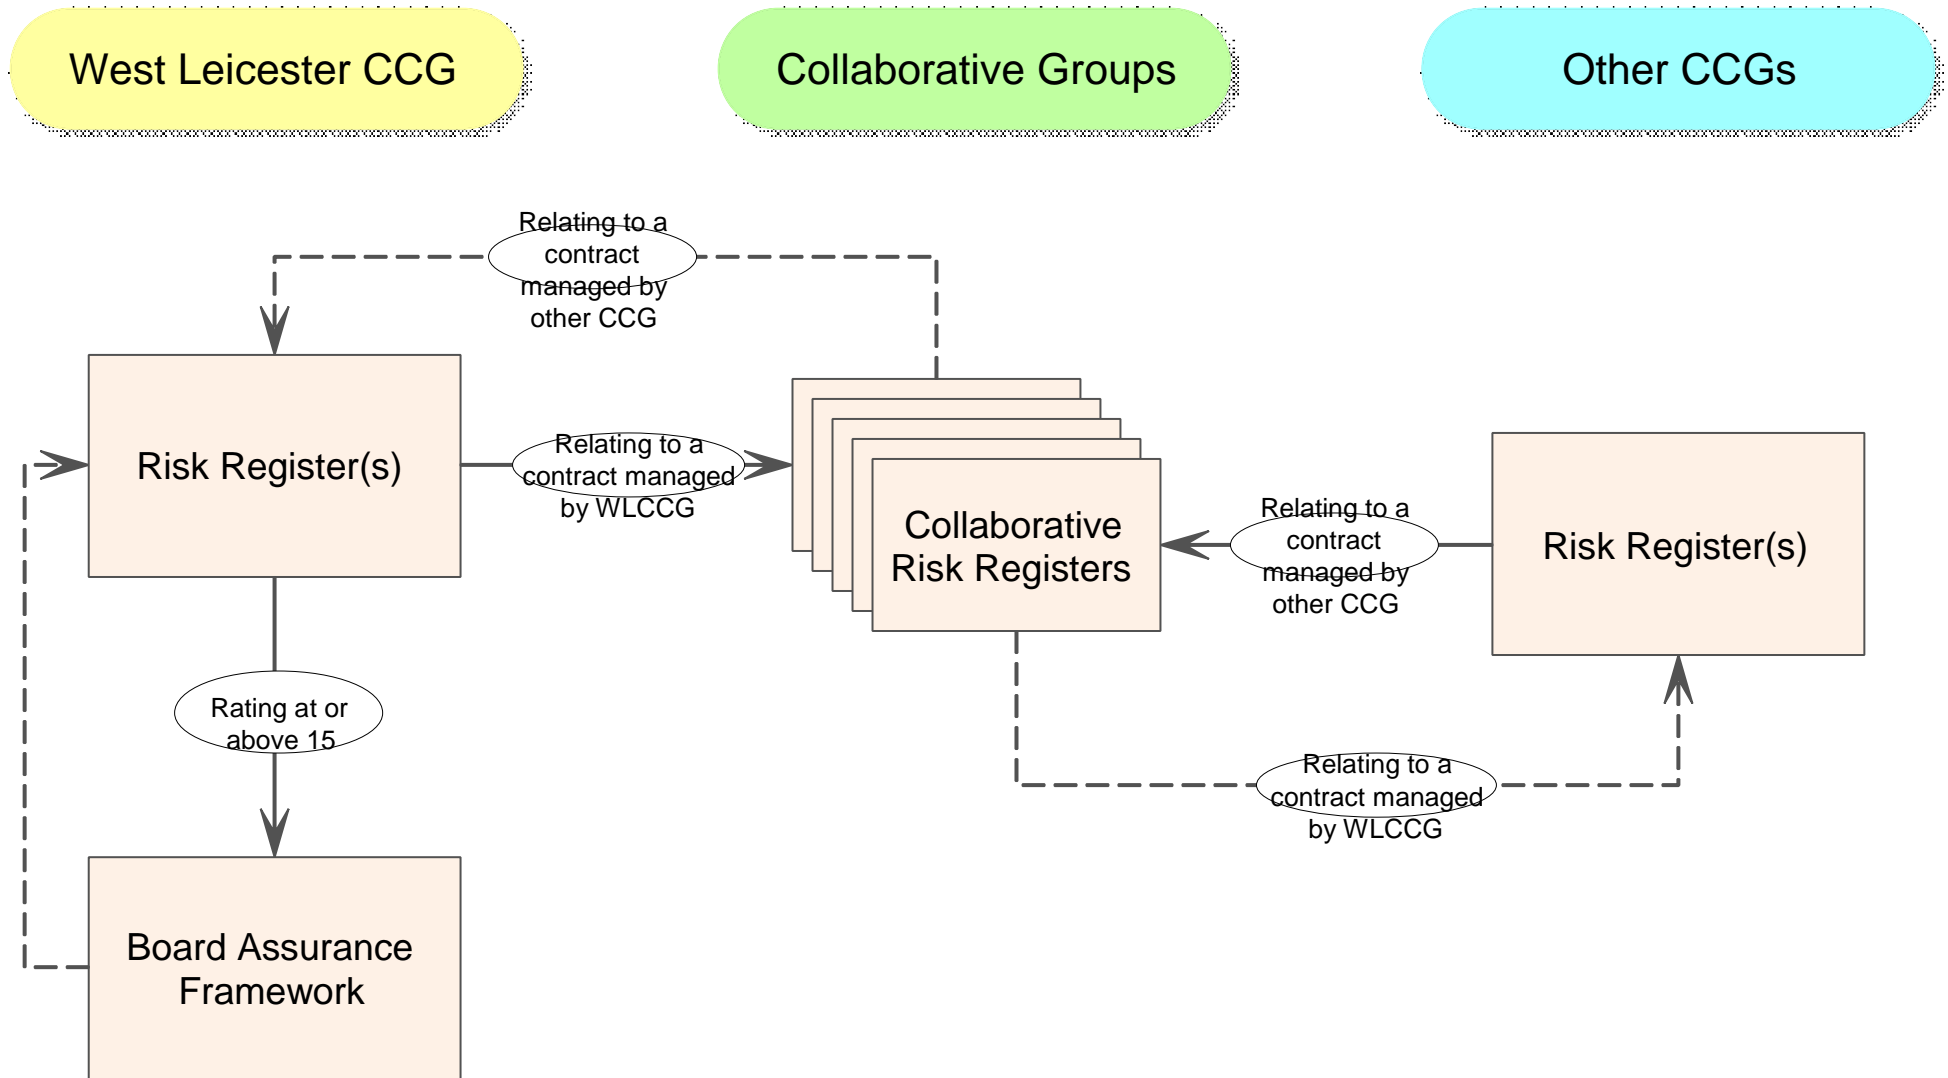 West Leicester CCG
Collaborative Groups
Other CCGs
Relating to a
contract
managed by
other CCG
Risk Register(s)
Relating to a
contract managed
by WLCCG
Collaborative
Risk Registers
Relating to a
contract
managed by
other CCG
Risk Register(s)
Rating at or
above 15
Relating to a
contract managed
by WLCCG
Board Assurance
Framework